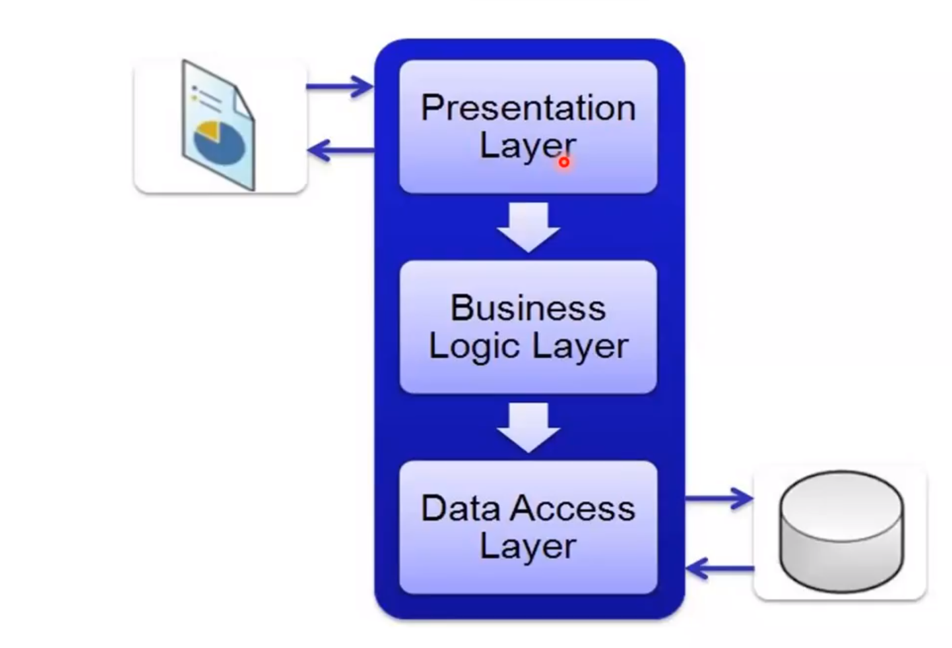 Presentation
Layer
Business
Logic Layer
Data Access
Layer